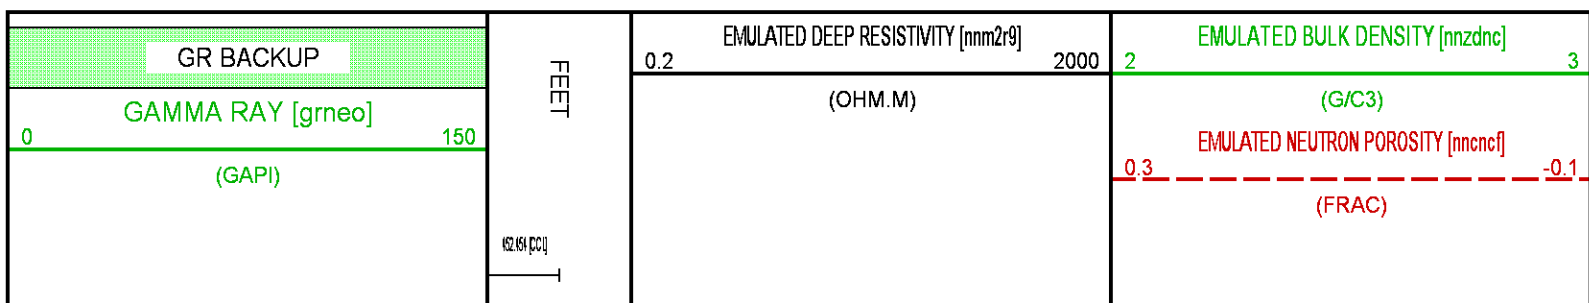 GR BACKUP
GAMMA RAY [grneo]
0 150
(GAPI)
FEET
[CCL]
EMULATED DEEP RESISTIVITY [nnm2r9]
0.2 2000
(OHM.M)
EMULATED BULK DENSITY [nnzdnc]
2 3
(G/C3)
EMULATED NEUTRON POROSITY [nncncf]
0.3 -0.1
(FRAC)